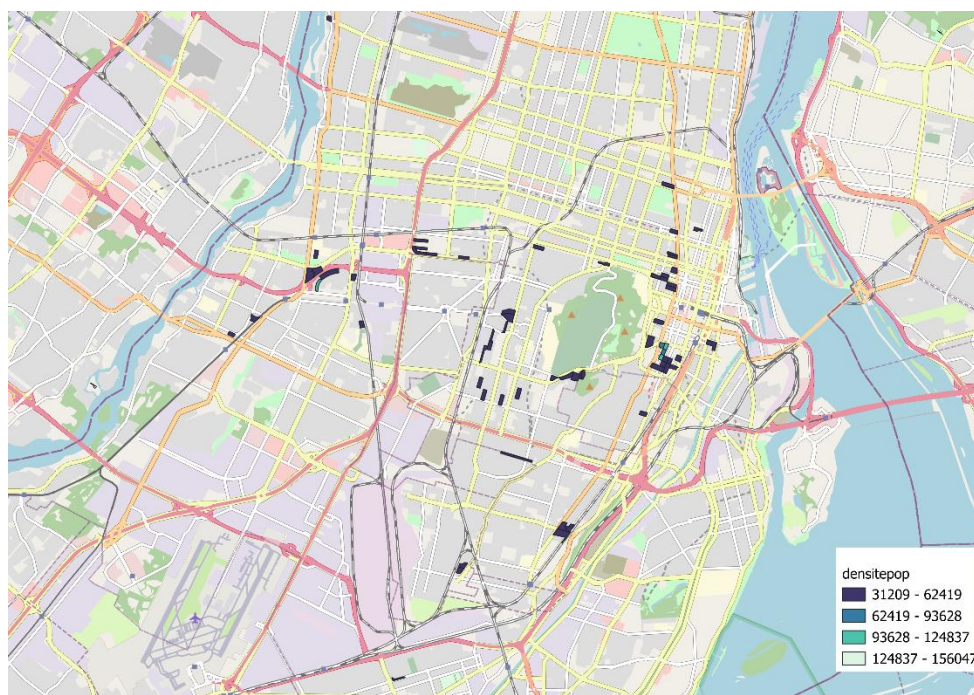 densitepop
31209 - 62419
62419 - 93628
93628 - 124837
124837 - 156047